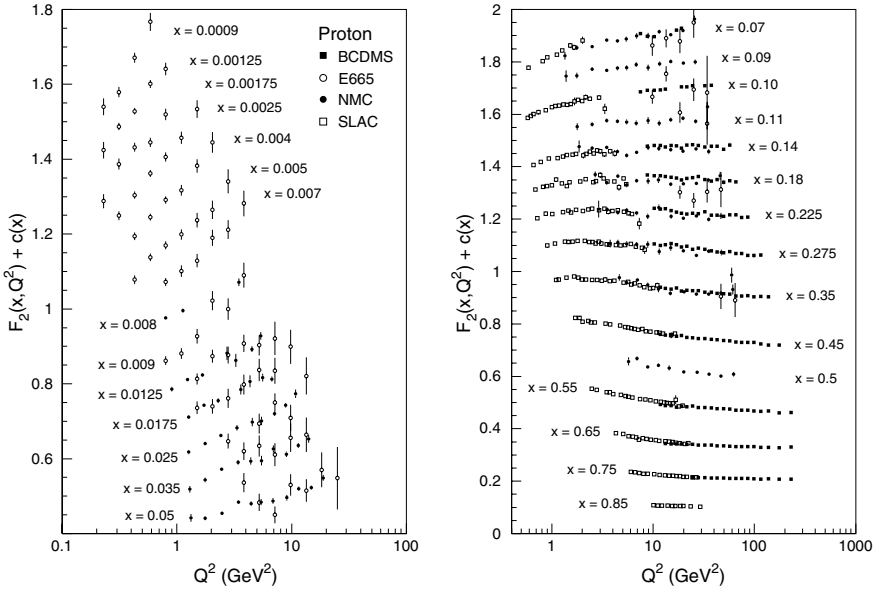 1.8
1.6
1.4
1.2
1
0.8
0.6
F2(x,Q2) + c(x)
0.1
1
10
100
Q2 (GeV2)
x = 0.0009
x = 0.00125
x = 0.00175
x = 0.0025
x = 0.004
x = 0.005
x = 0.007
x = 0.008
x = 0.009
x = 0.0125
x = 0.0175
x = 0.025
x = 0.035
x = 0.05
Proton
BCDMS
E665
NMC
SLAC
2
1.8
1.6
1.4
1.2
1
0.8
0.6
0.4
0.2
0
F2(x,Q2) + c(x)
1
10
100
1000
Q2 (GeV2)
x = 0.07
x = 0.09
x = 0.10
x = 0.11
x = 0.14
x = 0.18
x = 0.225
x = 0.275
x = 0.35
x = 0.45
x = 0.5
x = 0.55
x = 0.65
x = 0.75
x = 0.85